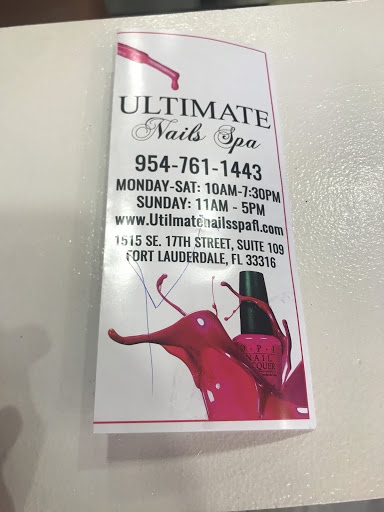 ULTIMATE
Nails Spa
954-761-1443
MONDAY-SAT: 10AM-7:30PM
SUNDAY: 11AM - 5PM
www.Utilmatenailsspafl.com
1515 SE. 17TH STREET, SUITE 109
FORT LAUDERDALE, FL 33316
O·P·I
NAIL
LACQUER